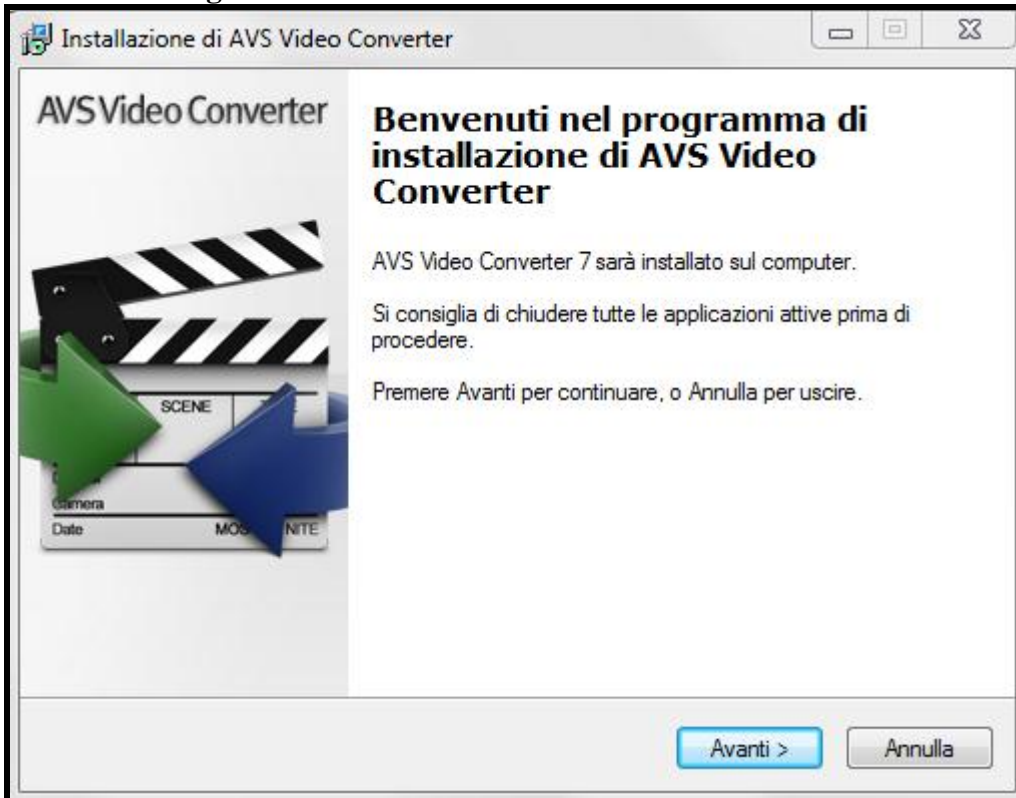 Installazione di AVS Video Converter
AVS Video Converter
Benvenuti nel programma di
installazione di AVS Video
Converter
AVS Video Converter 7 sarà installato sul computer.
Si consiglia di chiudere tutte le applicazioni attive prima di
procedere.
Premere Avanti per continuare, o Annulla per uscire.
SCENE
Camera
Date
Avanti >
Annulla